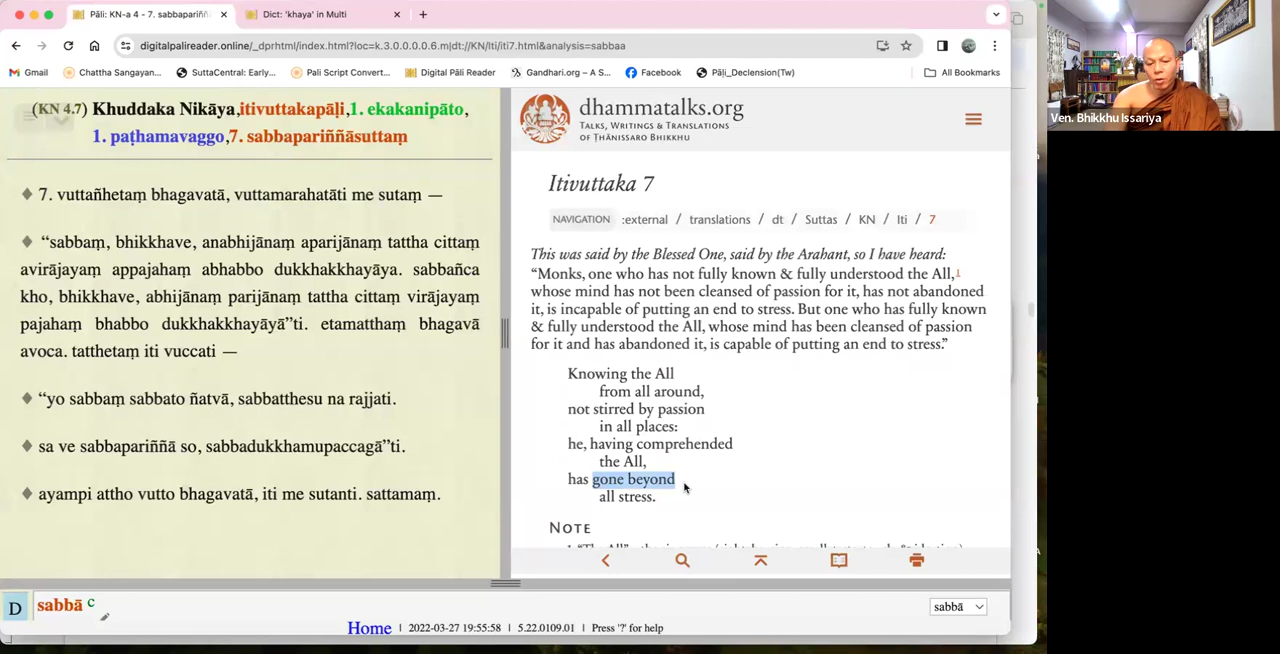 Pāli: KN-a 4 - 7. sabbapariññ
Dict: 'khaya' in Multi
digitalpalireader.online/_dprhtml/index.html?loc=k.3.0.0.0.0.6.m|dt://KN/Iti/iti7.html&analysis=sabbaa
Gmail
Chattha Sangayan...
SuttaCentral: Early...
Pali Script Convert...
Digital Pāli Reader
Gandhari.org – A S...
Facebook
Pāḷi_Declension(Tw)
All Bookmarks
(KN 4.7) Khuddaka Nikāya,itivuttakapāḷi,1. ekakanipāto,
1. paṭhamavaggo,7. sabbapariññāsuttaṃ
7. vuttañhetaṃ bhagavatā, vuttamarahatāti me sutaṃ —
“sabbaṃ, bhikkhave, anabhijānaṃ aparijānaṃ tattha cittaṃ
avirājayaṃ appajahaṃ abhabbo dukkhakkhayāya. sabbañca
kho, bhikkhave, abhijānaṃ parijānaṃ tattha cittaṃ virājayaṃ
pajahaṃ bhabbo dukkhakkhayāyā”ti. etamatthaṃ bhagavā
avoca. tatthetaṃ iti vuccati —
“yo sabbaṃ sabbato ñatvā, sabbatthesu na rajjati.
sa ve sabbapariññā so, sabbadukkhamupaccagā”ti.
ayampi attho vutto bhagavatā, iti me sutanti. sattamaṃ.
dhammatalks.org
Talks, Writings & Translations
of Ṭhānissaro Bhikkhu
Itivuttaka 7
NAVIGATION :external / translations / dt / Suttas / KN / Iti / 7
This was said by the Blessed One, said by the Arahant, so I have heard:
“Monks, one who has not fully known & fully understood the All,1
whose mind has not been cleansed of passion for it, has not abandoned
it, is incapable of putting an end to stress. But one who has fully known
& fully understood the All, whose mind has been cleansed of passion
for it and has abandoned it, is capable of putting an end to stress.”
Knowing the All
from all around,
not stirred by passion
in all places:
he, having comprehended
the All,
has gone beyond
all stress.
Note
D sabbā c
sabbā
Home | 2022-03-27 19:55:58 | 5.22.0109.01 | Press '?' for help
Ven. Bhikkhu Issariya